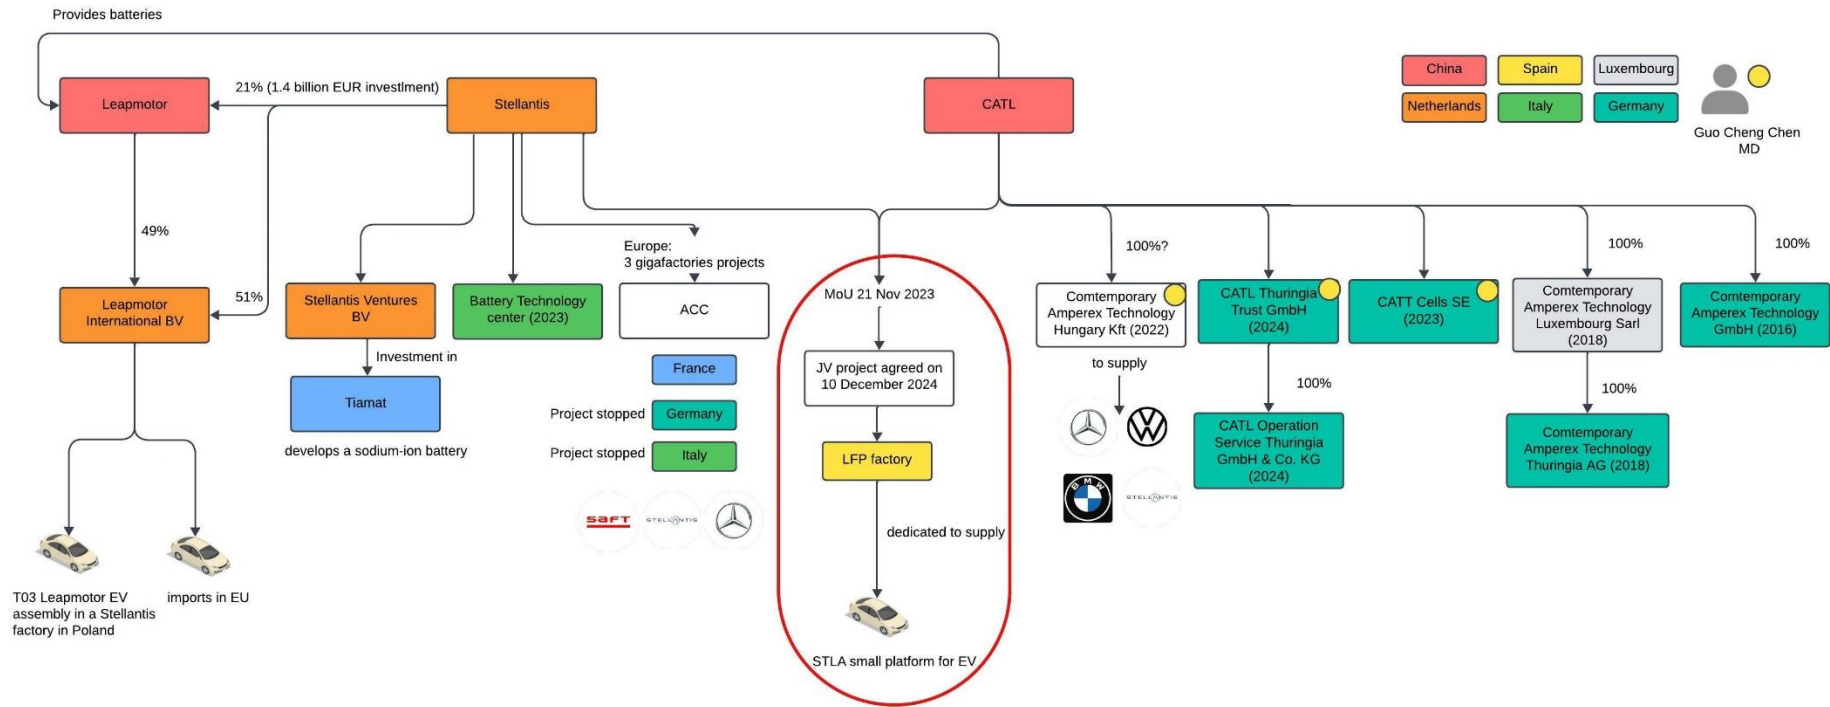 Provides batteries
Leapmotor
21% (1.4 billion EUR investlment)
Stellantis
CATL
China
Spain
Luxembourg
Netherlands
Italy
Germany
Guo Cheng Chen
MD
49%
51%
Leapmotor
International BV
T03 Leapmotor EV
assembly in a Stellantis
factory in Poland
imports in EU
Stellantis Ventures
BV
Investment in
Tiamat
develops a sodium-ion battery
Battery Technology
center (2023)
Europe:
3 gigafactories projects
ACC
France
Project stopped
Germany
Project stopped
Italy
saft
STELLANTIS
MoU 21 Nov 2023
JV project agreed on
10 December 2024
LFP factory
dedicated to supply
STLA small platform for EV
100%?
Comtemporary
Amperex Technology
Hungary Kft (2022)
to supply
BMW
STELLANTIS
CATL Thuringia
Trust GmbH
(2024)
100%
CATL Operation
Service Thuringia
GmbH & Co. KG
(2024)
CATT Cells SE
(2023)
100%
Comtemporary
Amperex Technology
Luxembourg Sarl
(2018)
100%
Comtemporary
Amperex Technology
Thuringia AG (2018)
100%
Comtemporary
Amperex Technology
GmbH (2016)